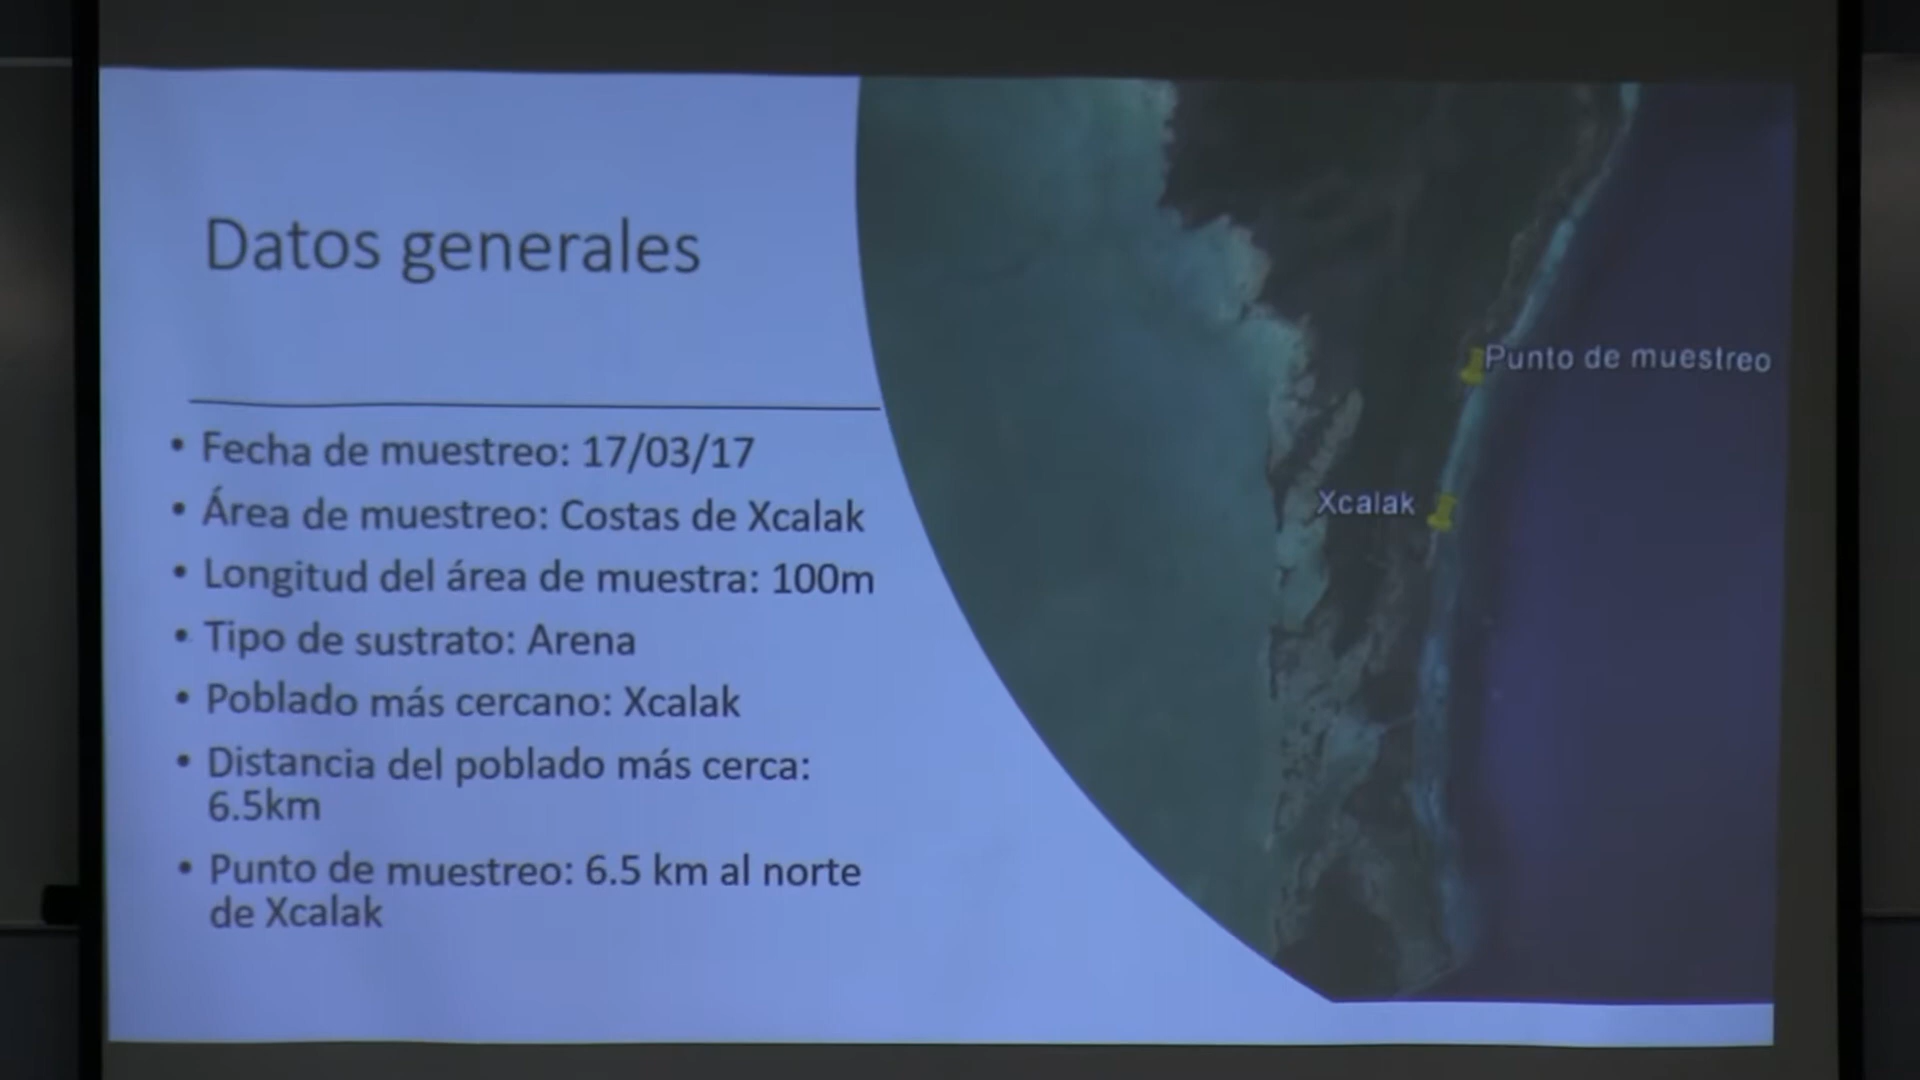 Datos generales
• Fecha de muestreo: 17/03/17
• Área de muestreo: Costas de Xcalak
• Longitud del área de muestra: 100m
• Tipo de sustrato: Arena
• Poblado más cercano: Xcalak
• Distancia del poblado más cerca:
6.5km
• Punto de muestreo: 6.5 km al norte
de Xcalak
Punto de muestreo
Xcalak